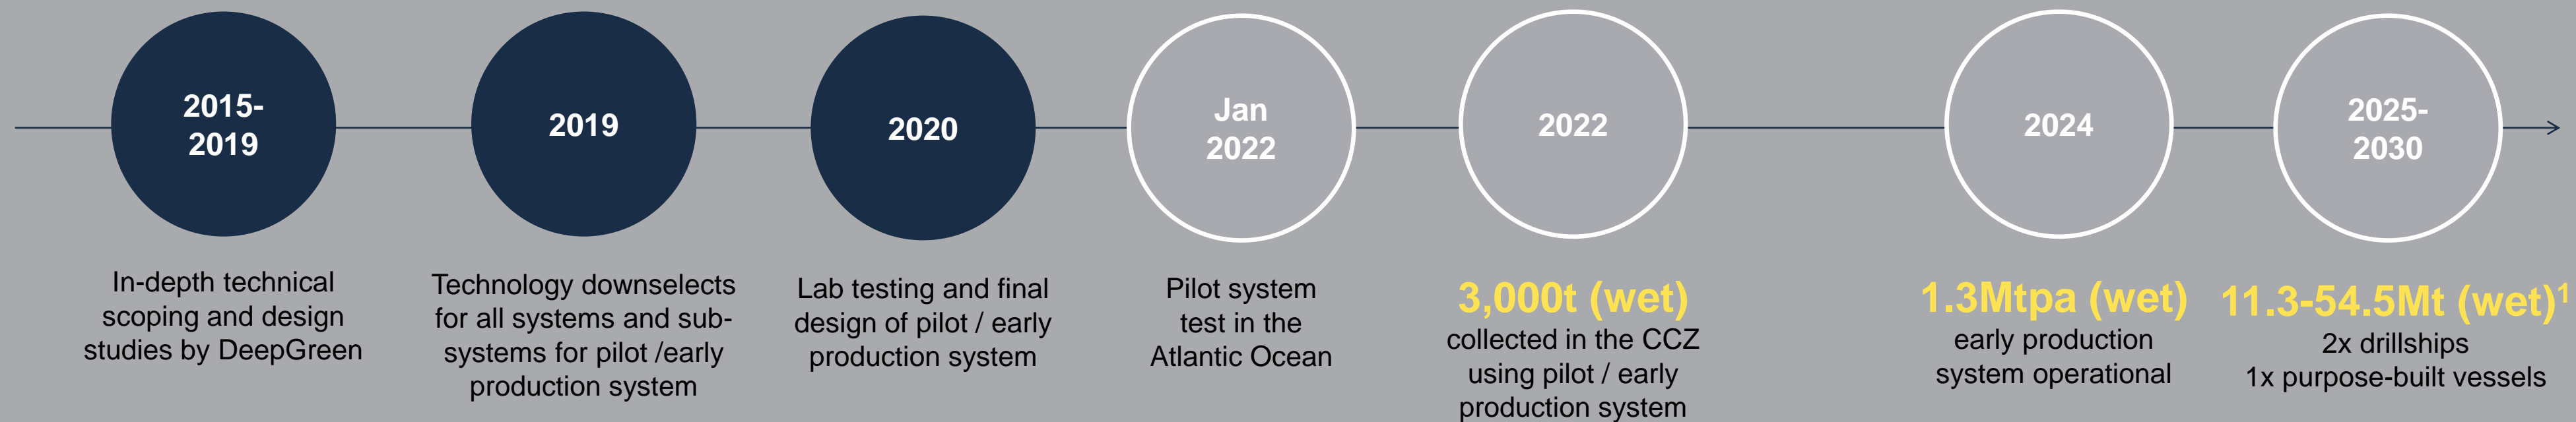 2015-
2019
In-depth technical
scoping and design
studies by DeepGreen
2019
Technology downselects
for all systems and sub-
systems for pilot /early
production system
2020
Lab testing and final
design of pilot / early
production system
Jan
2022
Pilot system
test in the
Atlantic Ocean
2022
3,000t (wet)
collected in the CCZ
using pilot / early
production system
2024
1.3Mtpa (wet)
early production
system operational
2025-
2030
11.3-54.5Mt (wet)¹
2x drillships
1x purpose-built vessels